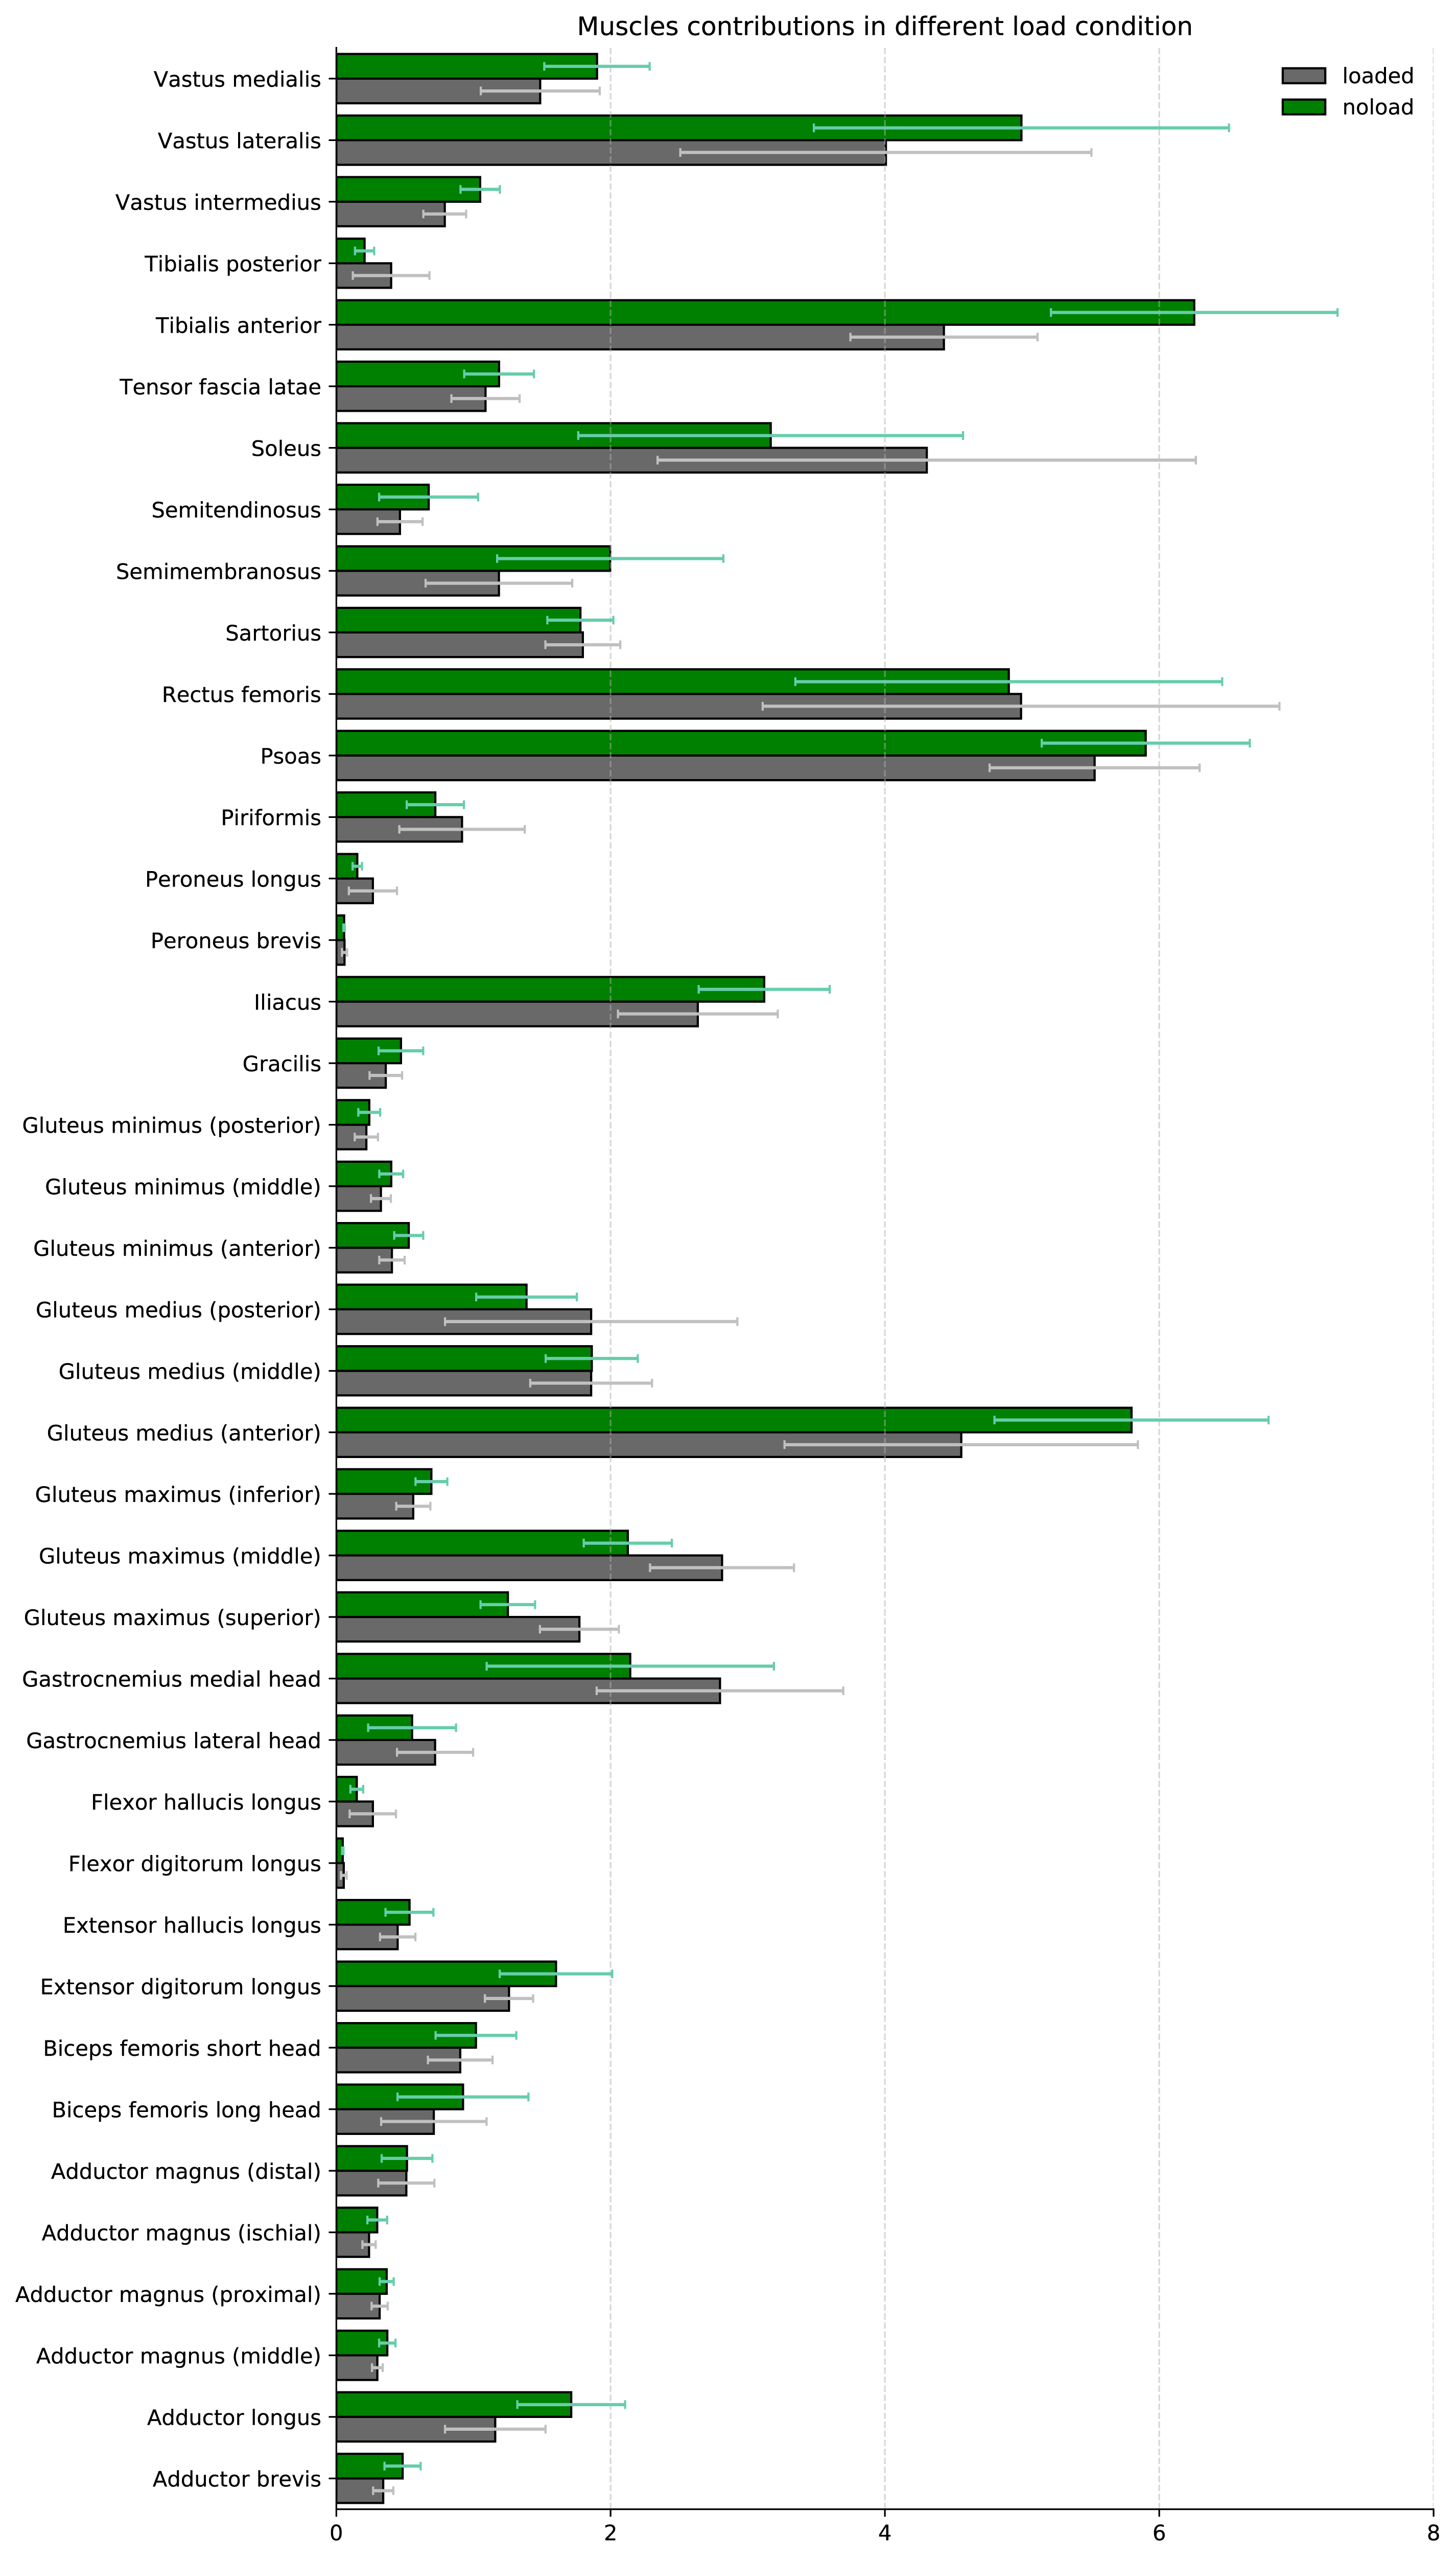 Muscles contributions in different load condition
loaded
noload
Vastus medialis
Vastus lateralis
Vastus intermedius
Tibialis posterior
Tibialis anterior
Tensor fascia latae
Soleus
Semitendinosus
Semimembranosus
Sartorius
Rectus femoris
Psoas
Piriformis
Peroneus longus
Peroneus brevis
Iliacus
Gracilis
Gluteus minimus (posterior)
Gluteus minimus (middle)
Gluteus minimus (anterior)
Gluteus medius (posterior)
Gluteus medius (middle)
Gluteus medius (anterior)
Gluteus maximus (inferior)
Gluteus maximus (middle)
Gluteus maximus (superior)
Gastrocnemius medial head
Gastrocnemius lateral head
Flexor hallucis longus
Flexor digitorum longus
Extensor hallucis longus
Extensor digitorum longus
Biceps femoris short head
Biceps femoris long head
Adductor magnus (distal)
Adductor magnus (ischial)
Adductor magnus (proximal)
Adductor magnus (middle)
Adductor longus
Adductor brevis
0 2 4 6 8